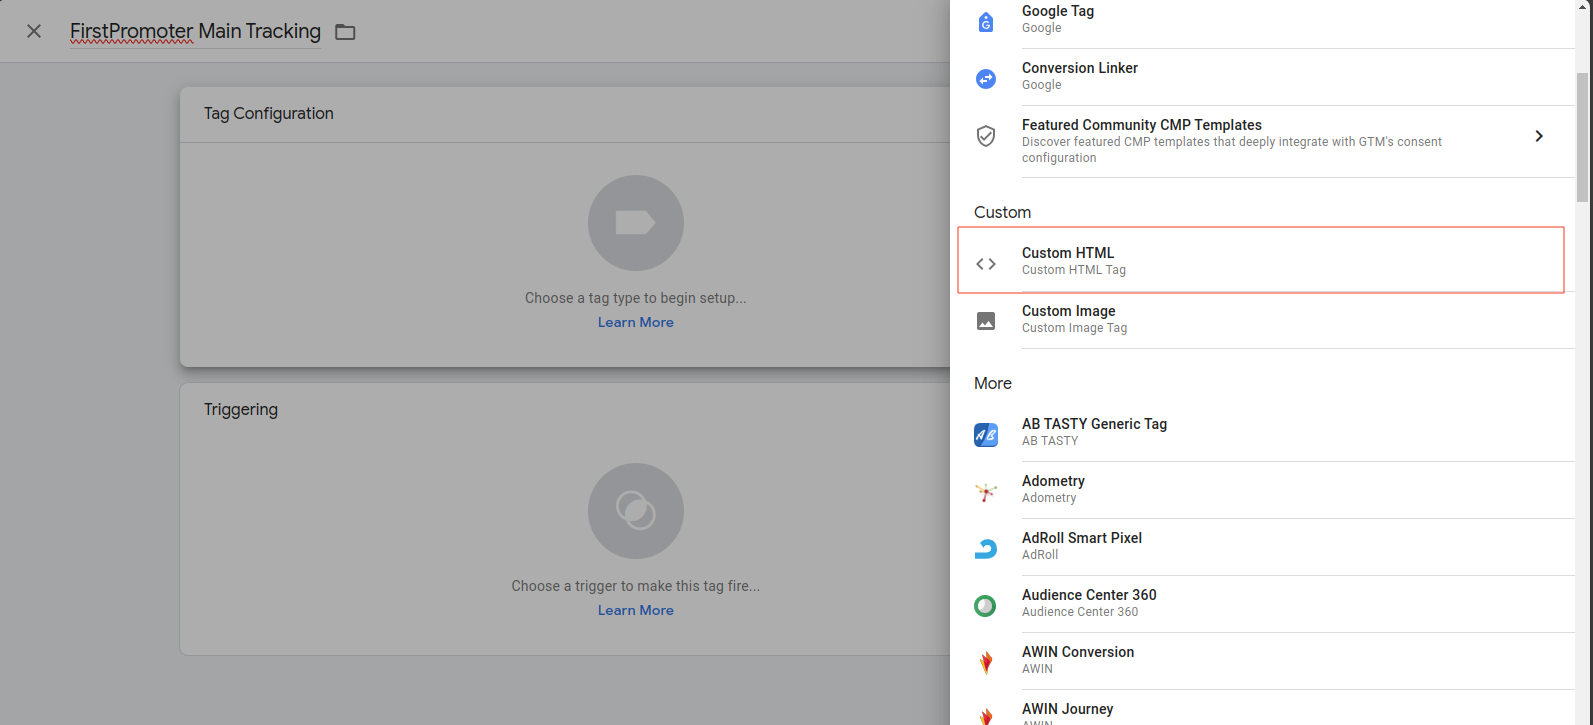 FirstPromoter Main Tracking
Tag Configuration
Choose a tag type to begin setup...
Learn More
Triggering
Choose a trigger to make this tag fire...
Learn More
Google Tag
Google
Conversion Linker
Google
Featured Community CMP Templates
Discover featured CMP templates that deeply integrate with GTM's consent
configuration
Custom
Custom HTML
Custom HTML Tag
Custom Image
Custom Image Tag
More
AB TASTY Generic Tag
AB TASTY
Adometry
Adometry
AdRoll Smart Pixel
AdRoll
Audience Center 360
Audience Center 360
AWIN Conversion
AWIN
AWIN Journey
AWIN